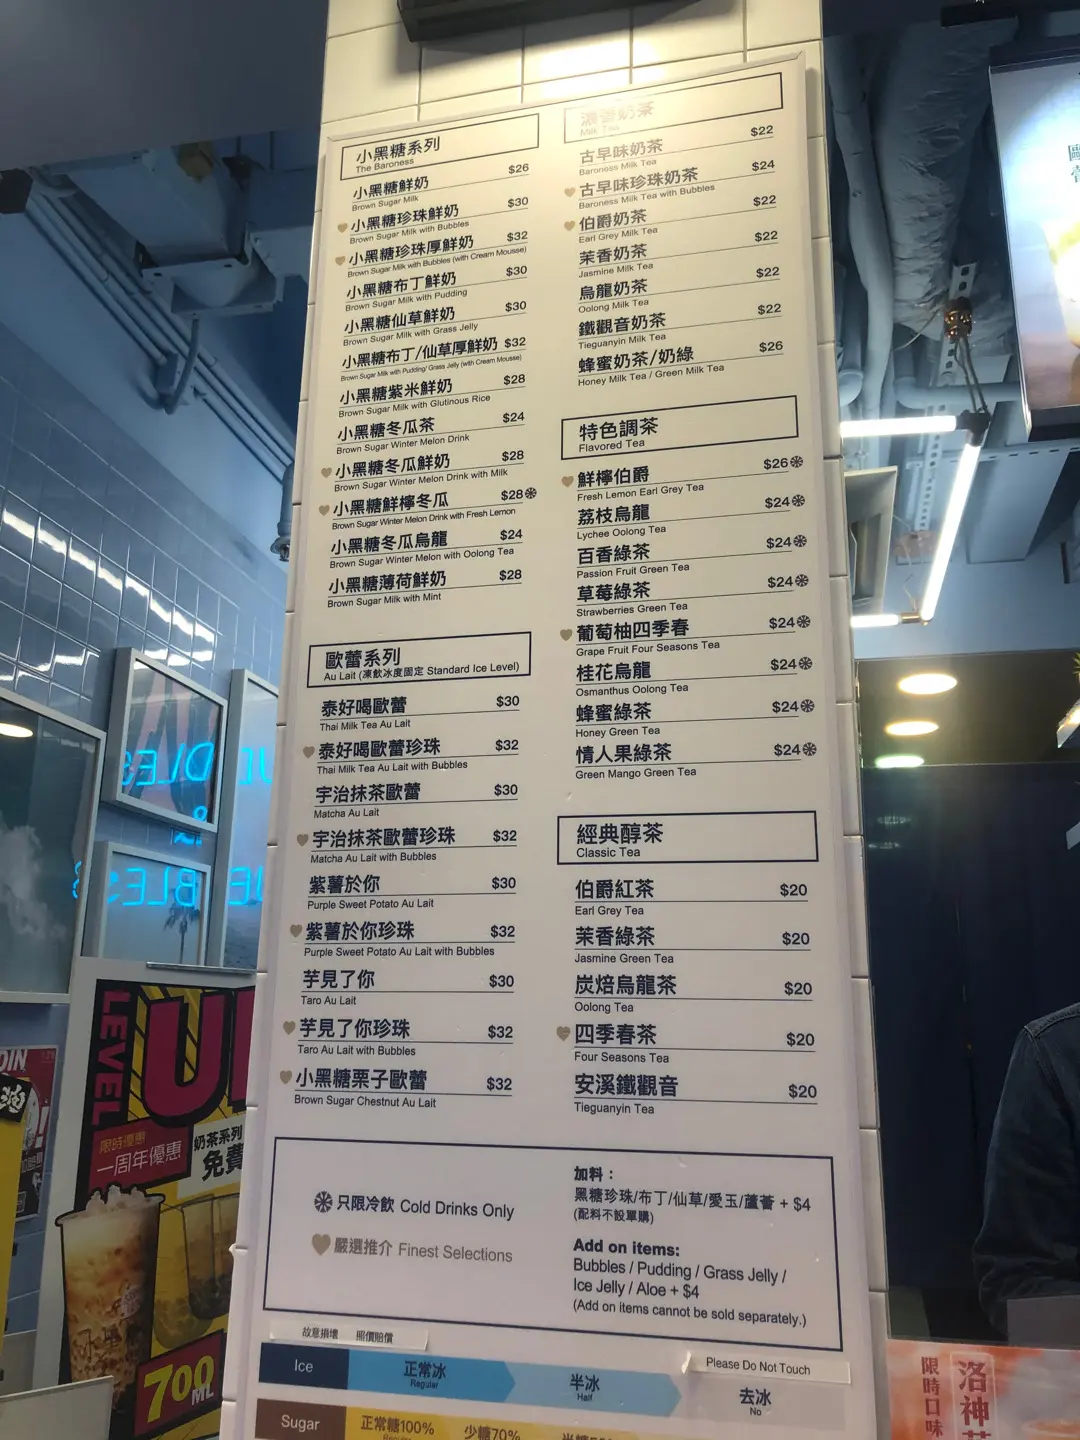 小黑糖系列
The Baroness
小黑糖鮮奶 $26
Brown Sugar Milk
小黑糖珍珠鮮奶 $30
Brown Sugar Milk with Bubbles
小黑糖珍珠厚鮮奶 $32
Brown Sugar Milk with Bubbles (with Cream Mousse)
小黑糖布丁鮮奶 $30
Brown Sugar Milk with Pudding
小黑糖仙草鮮奶 $30
Brown Sugar Milk with Grass Jelly
小黑糖布丁/仙草厚鮮奶 $32
Brown Sugar Milk with Pudding/ Grass Jelly (with Cream Mousse)
小黑糖紫米鮮奶 $28
Brown Sugar Milk with Glutinous Rice
小黑糖冬瓜茶 $24
Brown Sugar Winter Melon Drink
小黑糖冬瓜鮮奶 $28
Brown Sugar Winter Melon Drink with Milk
小黑糖鮮檸冬瓜 $28
Brown Sugar Winter Melon Drink with Fresh Lemon
小黑糖冬瓜烏龍 $24
Brown Sugar Winter Melon with Oolong Tea
小黑糖薄荷鮮奶 $28
Brown Sugar Milk with Mint
歐蕾系列
Au Lait (凍飲冰度固定 Standard Ice Level)
泰好喝歐蕾 $30
Thai Milk Tea Au Lait
泰好喝歐蕾珍珠 $32
Thai Milk Tea Au Lait with Bubbles
宇治抹茶歐蕾 $30
Matcha Au Lait
宇治抹茶歐蕾珍珠 $32
Matcha Au Lait with Bubbles
紫薯於你 $30
Purple Sweet Potato Au Lait
紫薯於你珍珠 $32
Purple Sweet Potato Au Lait with Bubbles
芋見了你 $30
Taro Au Lait
芋見了你珍珠 $32
Taro Au Lait with Bubbles
小黑糖栗子歐蕾 $32
Brown Sugar Chestnut Au Lait
濃香奶茶
Milk Tea
古早味奶茶 $22
Baroness Milk Tea
古早味珍珠奶茶 $24
Baroness Milk Tea with Bubbles
伯爵奶茶 $22
Earl Grey Milk Tea
茉香奶茶 $22
Jasmine Milk Tea
烏龍奶茶 $22
Oolong Milk Tea
鐵觀音奶茶 $22
Tieguanyin Milk Tea
蜂蜜奶茶/奶綠 $26
Honey Milk Tea / Green Milk Tea
特色調茶
Flavored Tea
鮮檸伯爵 $26
Fresh Lemon Earl Grey Tea
荔枝烏龍 $24
Lychee Oolong Tea
百香綠茶 $24
Passion Fruit Green Tea
草莓綠茶 $24
Strawberries Green Tea
葡萄柚四季春 $24
Grape Fruit Four Seasons Tea
桂花烏龍 $24
Osmanthus Oolong Tea
蜂蜜綠茶 $24
Honey Green Tea
情人果綠茶 $24
Green Mango Green Tea
經典醇茶
Classic Tea
伯爵紅茶 $20
Earl Grey Tea
茉香綠茶 $20
Jasmine Green Tea
炭焙烏龍茶 $20
Oolong Tea
四季春茶 $20
Four Seasons Tea
安溪鐵觀音 $20
Tieguanyin Tea
只限冷飲 Cold Drinks Only
嚴選推介 Finest Selections
加料：
黑糖珍珠/布丁/仙草/愛玉/蘆薈 + $4
(配料不設單購)
Add on items:
Bubbles / Pudding / Grass Jelly /
Ice Jelly / Aloe + $4
(Add on items cannot be sold separately.)
故意損壞 照價賠償
Please Do Not Touch
Ice 正常冰 半冰 去冰
Regular Half No
Sugar 正常糖100% 少糖70%
LEVEL
U
限時優惠
一周年優惠
奶茶系列
免費
700ML
限時口味
洛神